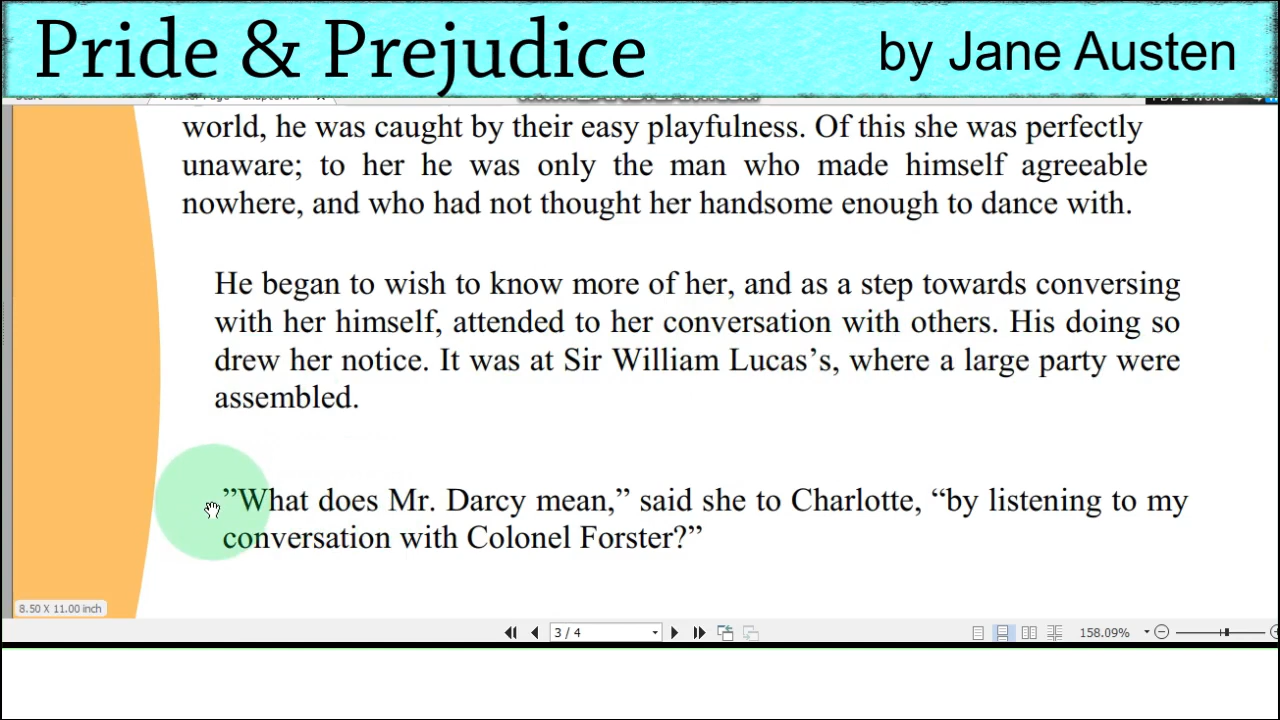 Pride & Prejudice
by Jane Austen
world, he was caught by their easy playfulness. Of this she was perfectly
unaware; to her he was only the man who made himself agreeable
nowhere, and who had not thought her handsome enough to dance with.
He began to wish to know more of her, and as a step towards conversing
with her himself, attended to her conversation with others. His doing so
drew her notice. It was at Sir William Lucas’s, where a large party were
assembled.
”What does Mr. Darcy mean,” said she to Charlotte, “by listening to my
conversation with Colonel Forster?”
8.50 X 11.00 inch
3 / 4
158.09%